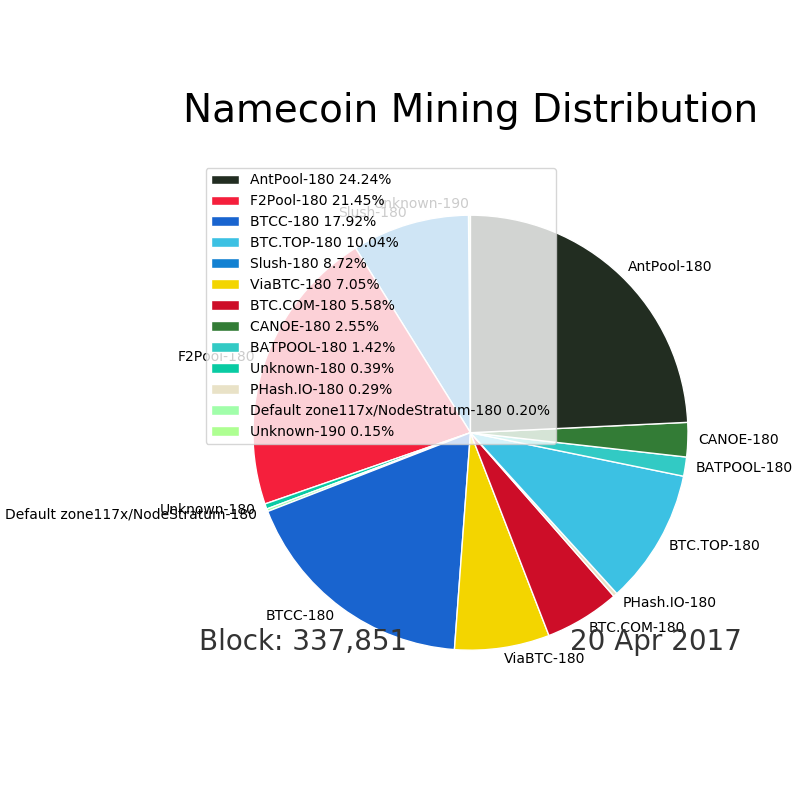 Namecoin Mining Distribution
AntPool-180 24.24%
F2Pool-180 21.45%
BTCC-180 17.92%
BTC.TOP-180 10.04%
Slush-180 8.72%
ViaBTC-180 7.05%
BTC.COM-180 5.58%
CANOE-180 2.55%
BATPOOL-180 1.42%
Unknown-180 0.39%
PHash.IO-180 0.29%
Default zone117x/NodeStratum-180 0.20%
Unknown-190 0.15%
Unknown-190
Slush-180
AntPool-180
F2Pool-180
CANOE-180
BATPOOL-180
Unknown-180
Default zone117x/NodeStratum-180
BTC.TOP-180
PHash.IO-180
BTCC-180
BTC.COM-180
ViaBTC-180
Block: 337,851
20 Apr 2017